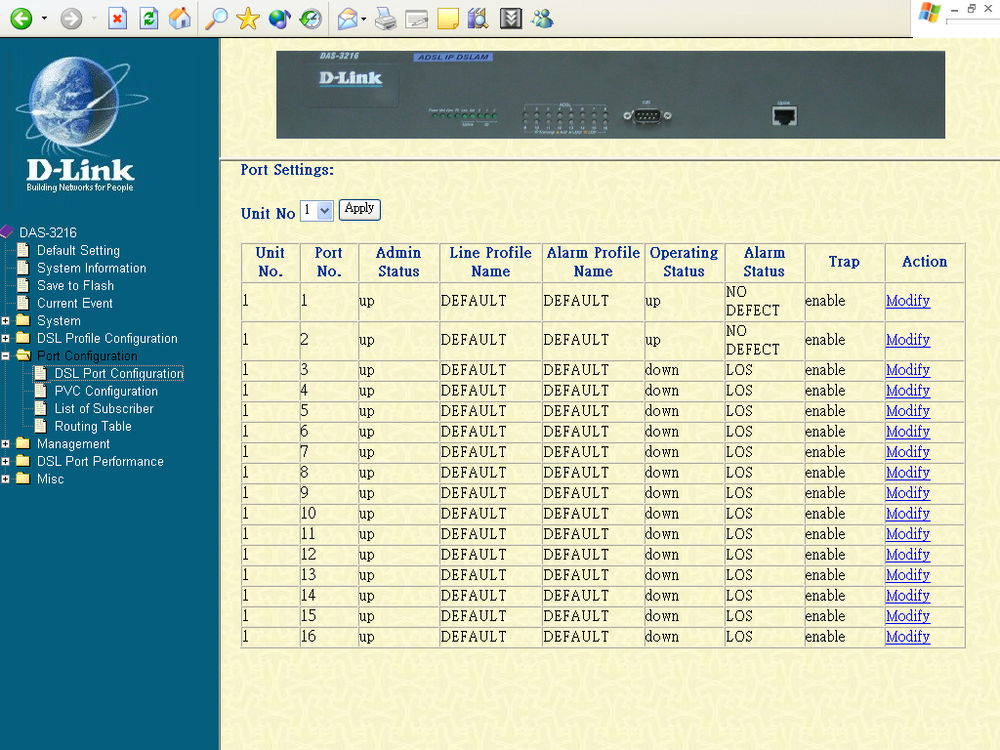 DAS-3216
ADSL IP DSLAM
D-Link
ADSL
CID
Uplink
D-Link
Building Networks for People
Port Settings:
Unit No 1 Apply
DAS-3216
Default Setting
System Information
Save to Flash
Current Event
System
DSL Profile Configuration
Port Configuration
DSL Port Configuration
PVC Configuration
List of Subscriber
Routing Table
Management
DSL Port Performance
Misc
Unit No. Port No. Admin Status Line Profile Name Alarm Profile Name Operating Status Alarm Status Trap Action
1 1 up DEFAULT DEFAULT up NO DEFECT enable Modify
1 2 up DEFAULT DEFAULT up NO DEFECT enable Modify
1 3 up DEFAULT DEFAULT down LOS enable Modify
1 4 up DEFAULT DEFAULT down LOS enable Modify
1 5 up DEFAULT DEFAULT down LOS enable Modify
1 6 up DEFAULT DEFAULT down LOS enable Modify
1 7 up DEFAULT DEFAULT down LOS enable Modify
1 8 up DEFAULT DEFAULT down LOS enable Modify
1 9 up DEFAULT DEFAULT down LOS enable Modify
1 10 up DEFAULT DEFAULT down LOS enable Modify
1 11 up DEFAULT DEFAULT down LOS enable Modify
1 12 up DEFAULT DEFAULT down LOS enable Modify
1 13 up DEFAULT DEFAULT down LOS enable Modify
1 14 up DEFAULT DEFAULT down LOS enable Modify
1 15 up DEFAULT DEFAULT down LOS enable Modify
1 16 up DEFAULT DEFAULT down LOS enable Modify